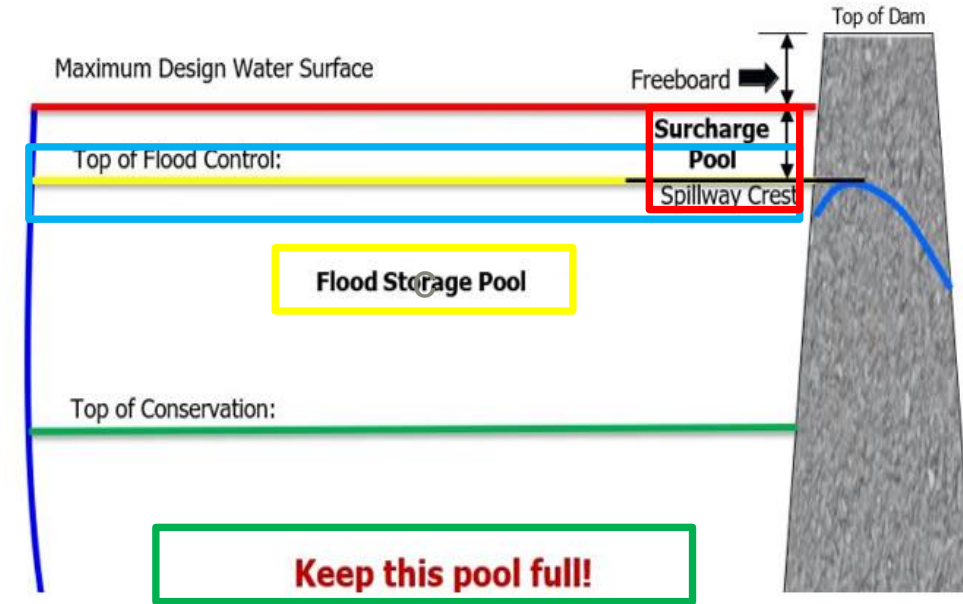 Top of Dam
Maximum Design Water Surface
Freeboard
Surcharge
Pool
Top of Flood Control:
Spillway Crest
Flood Storage Pool
Top of Conservation:
Keep this pool full!